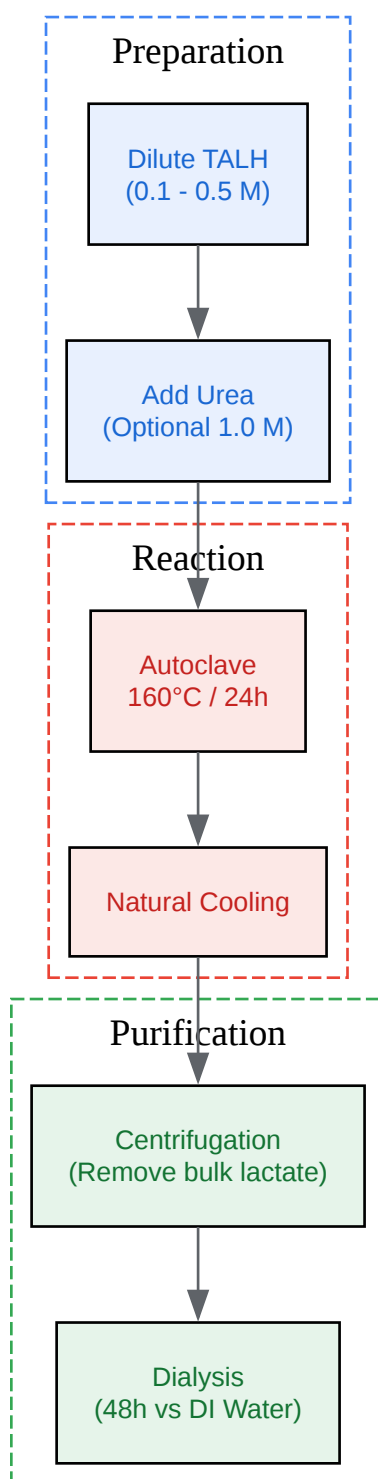 Preparation
Dilute TALH
(0.1 - 0.5 M)
Add Urea
(Optional 1.0 M)
Reaction
Autoclave
160°C / 24h
Natural Cooling
Purification
Centrifugation
(Remove bulk lactate)
Dialysis
(48h vs DI Water)